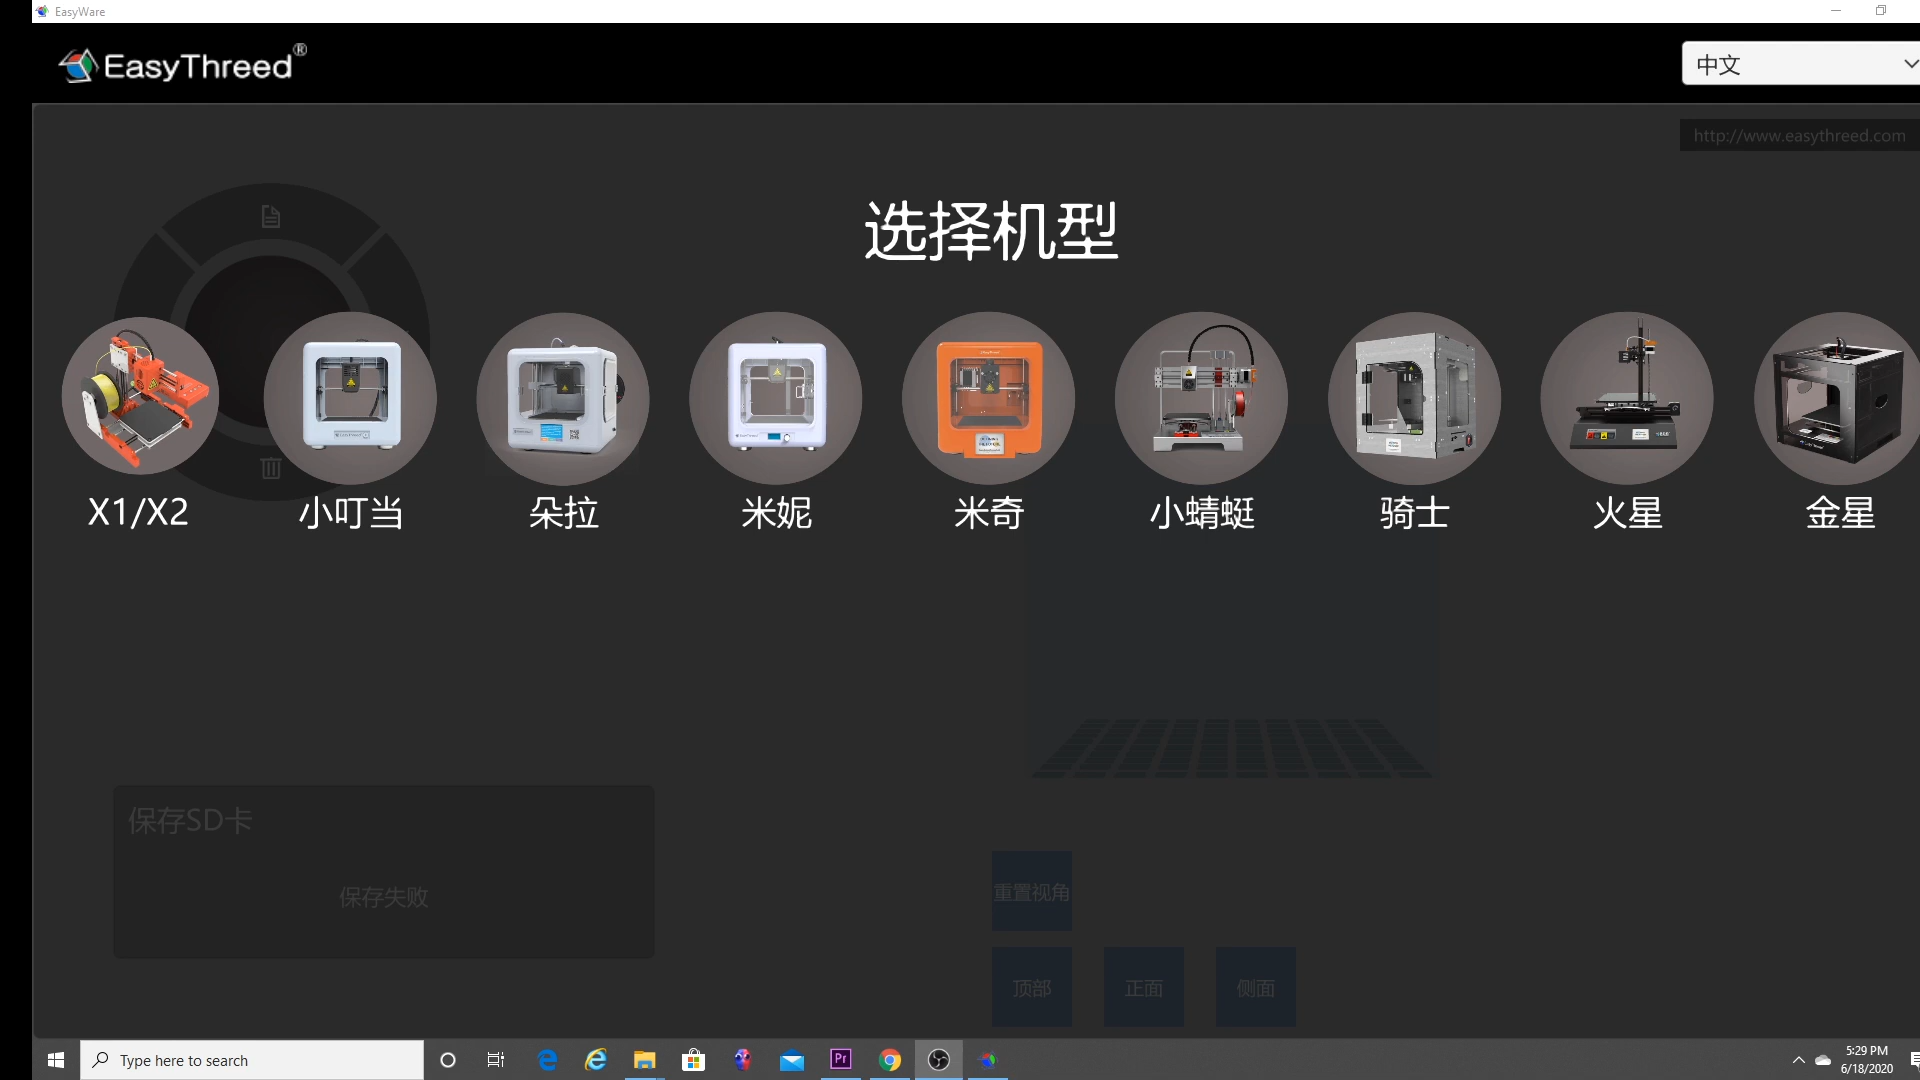 EasyWare
EasyThreed®
中文
http://www.easythreed.com
选择机型
X1/X2
小叮当
朵拉
米妮
米奇
小蜻蜓
骑士
火星
金星
保存SD卡
保存失败
重置视角
顶部
正面
侧面
Type here to search
Pr
5:29 PM
6/18/2020